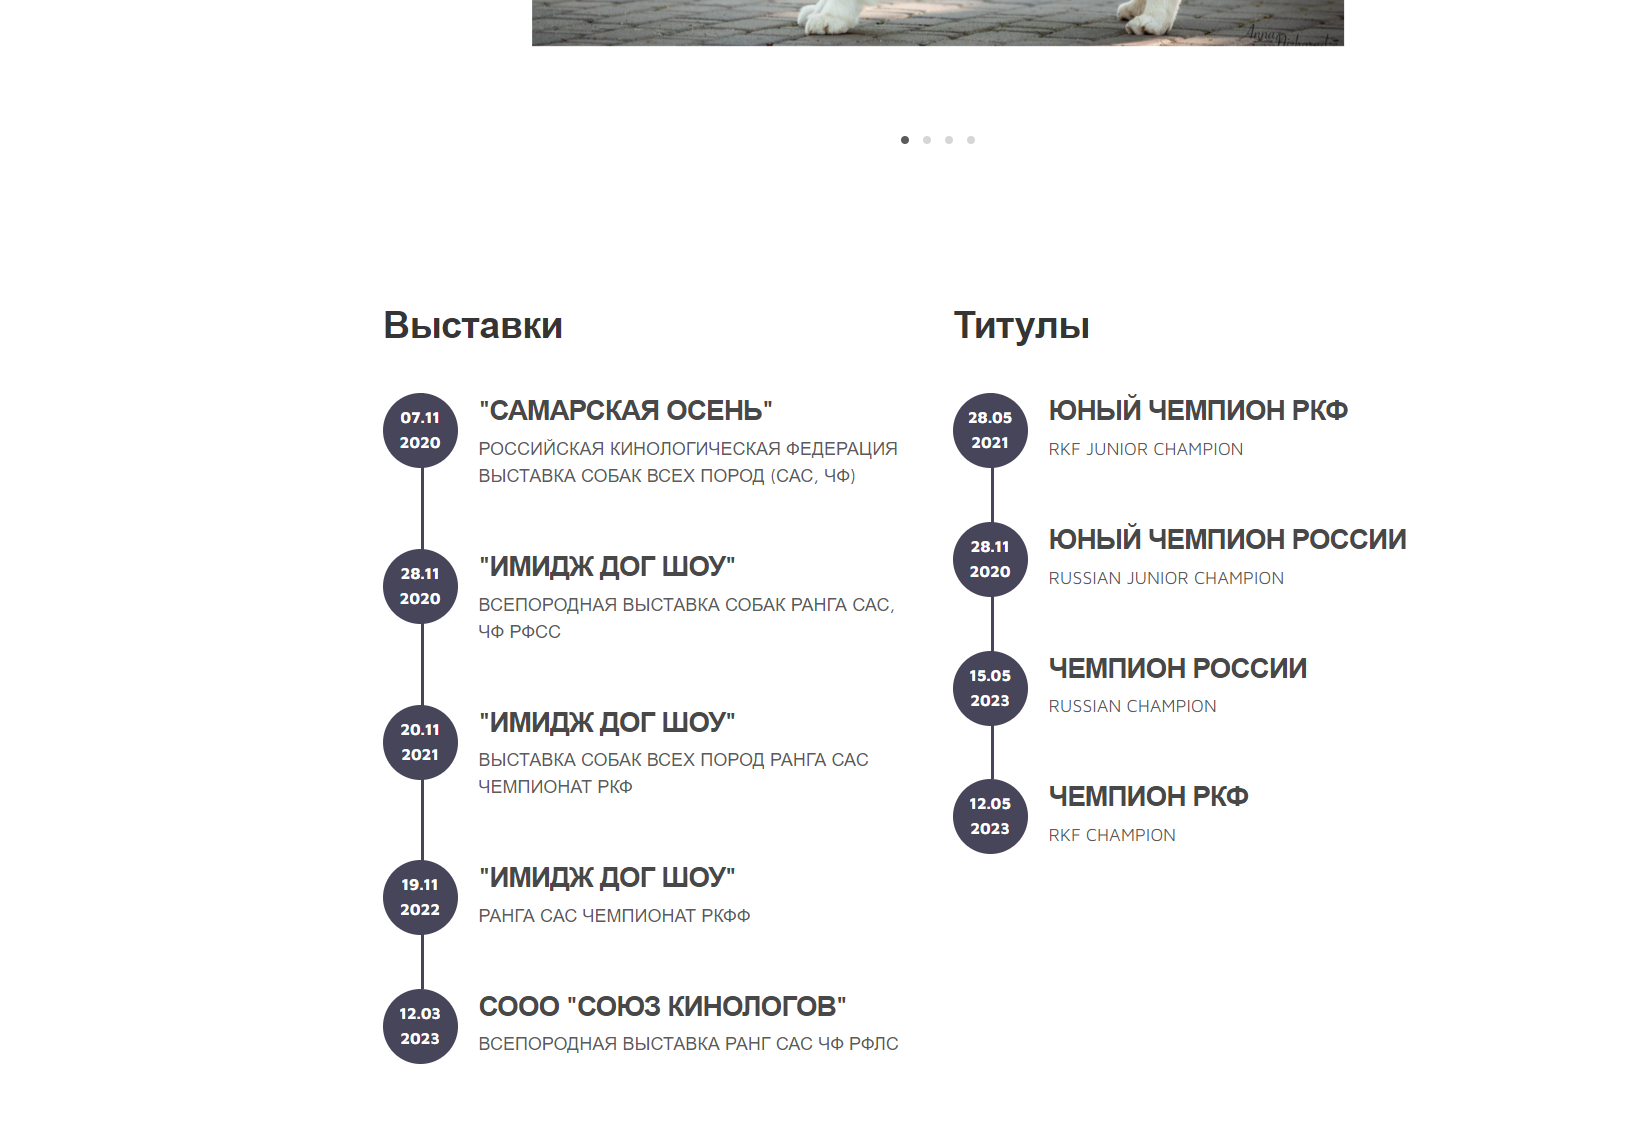 Anna
Выставки
07.11
2020
"САМАРСКАЯ ОСЕНЬ"
РОССИЙСКАЯ КИНОЛОГИЧЕСКАЯ ФЕДЕРАЦИЯ
ВЫСТАВКА СОБАК ВСЕХ ПОРОД (САС, ЧФ)
28.11
2020
"ИМИДЖ ДОГ ШОУ"
ВСЕПОРОДНАЯ ВЫСТАВКА СОБАК РАНГА САС,
ЧФ РФСС
20.11
2021
"ИМИДЖ ДОГ ШОУ"
ВЫСТАВКА СОБАК ВСЕХ ПОРОД РАНГА САС
ЧЕМПИОНАТ РКФ
19.11
2022
"ИМИДЖ ДОГ ШОУ"
РАНГА САС ЧЕМПИОНАТ РКФФ
12.03
2023
СООО "СОЮЗ КИНОЛОГОВ"
ВСЕПОРОДНАЯ ВЫСТАВКА РАНГ САС ЧФ РФЛС
Титулы
28.05
2021
ЮНЫЙ ЧЕМПИОН РКФ
RKF JUNIOR CHAMPION
28.11
2020
ЮНЫЙ ЧЕМПИОН РОССИИ
RUSSIAN JUNIOR CHAMPION
15.05
2023
ЧЕМПИОН РОССИИ
RUSSIAN CHAMPION
12.05
2023
ЧЕМПИОН РКФ
RKF CHAMPION